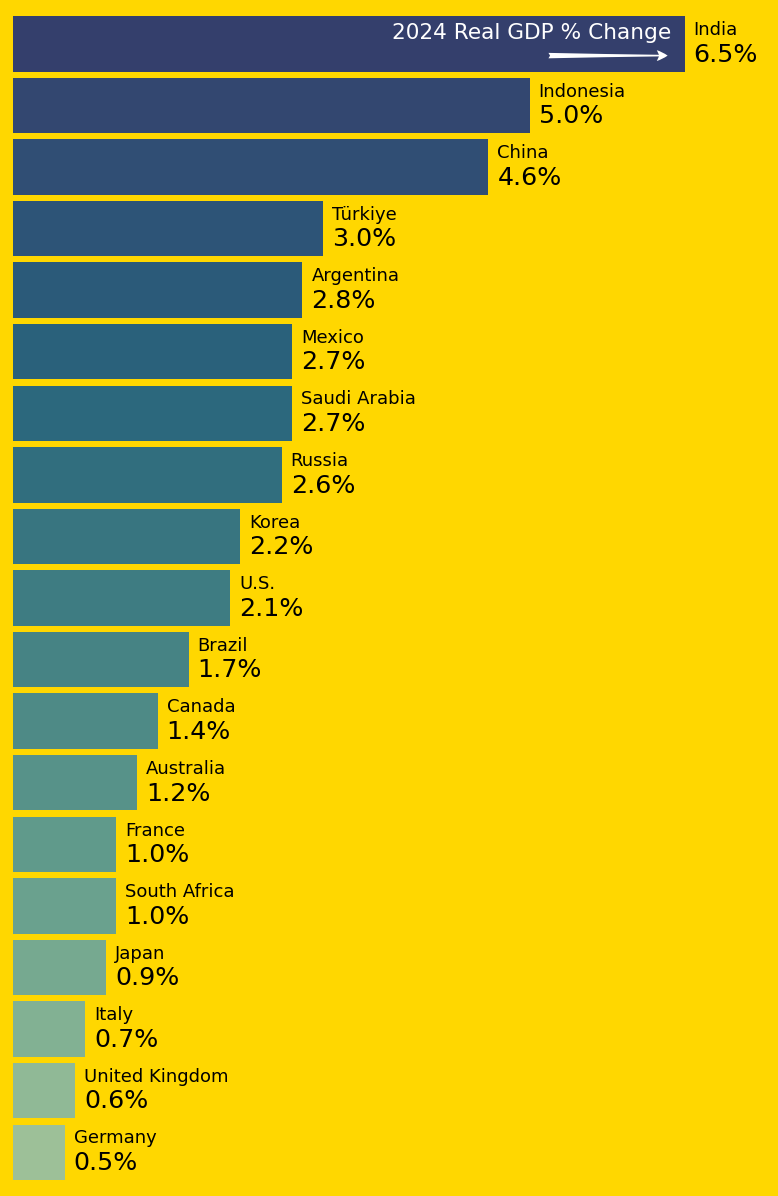 2024 Real GDP % Change
India
6.5%
Indonesia
5.0%
China
4.6%
Türkiye
3.0%
Argentina
2.8%
Mexico
2.7%
Saudi Arabia
2.7%
Russia
2.6%
Korea
2.2%
U.S.
2.1%
Brazil
1.7%
Canada
1.4%
Australia
1.2%
France
1.0%
South Africa
1.0%
Japan
0.9%
Italy
0.7%
United Kingdom
0.6%
Germany
0.5%